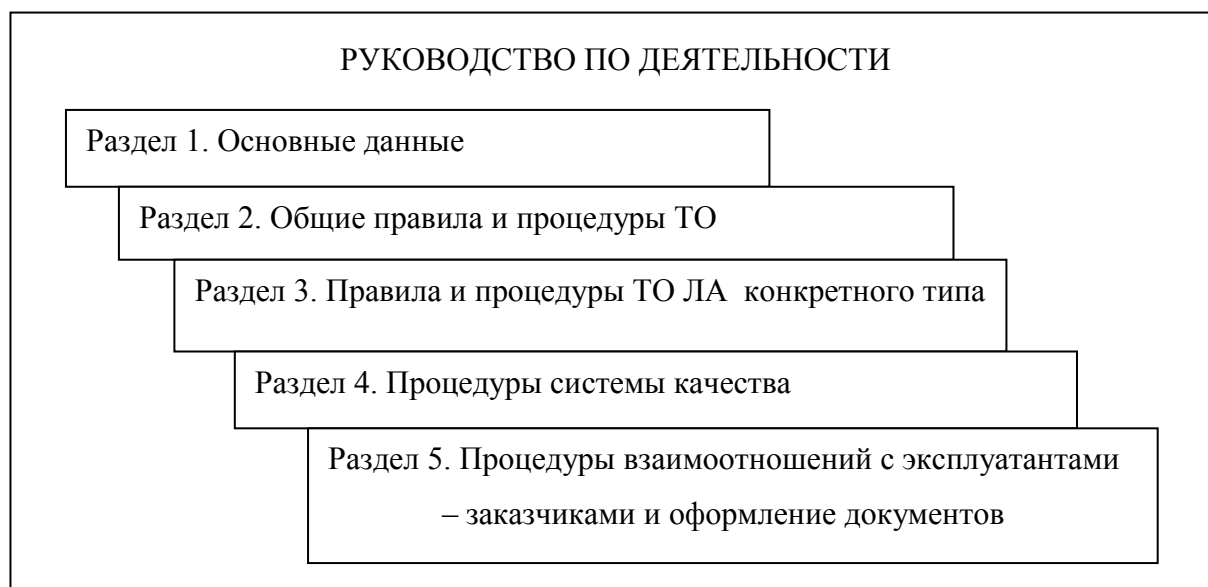 РУКОВОДСТВО ПО ДЕЯТЕЛЬНОСТИ
Раздел 1. Основные данные
Раздел 2. Общие правила и процедуры ТО
Раздел 3. Правила и процедуры ТО ЛА конкретного типа
Раздел 4. Процедуры системы качества
Раздел 5. Процедуры взаимоотношений с эксплуатантами
– заказчиками и оформление документов